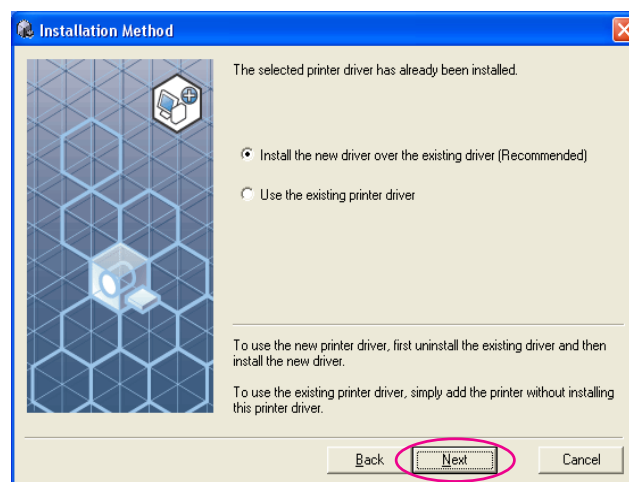 Installation Method
The selected printer driver has already been installed.
Install the new driver over the existing driver (Recommended)
Use the existing printer driver
To use the new printer driver, first uninstall the existing driver and then
install the new driver.
To use the existing printer driver, simply add the printer without installing
this printer driver.
Back Next Cancel